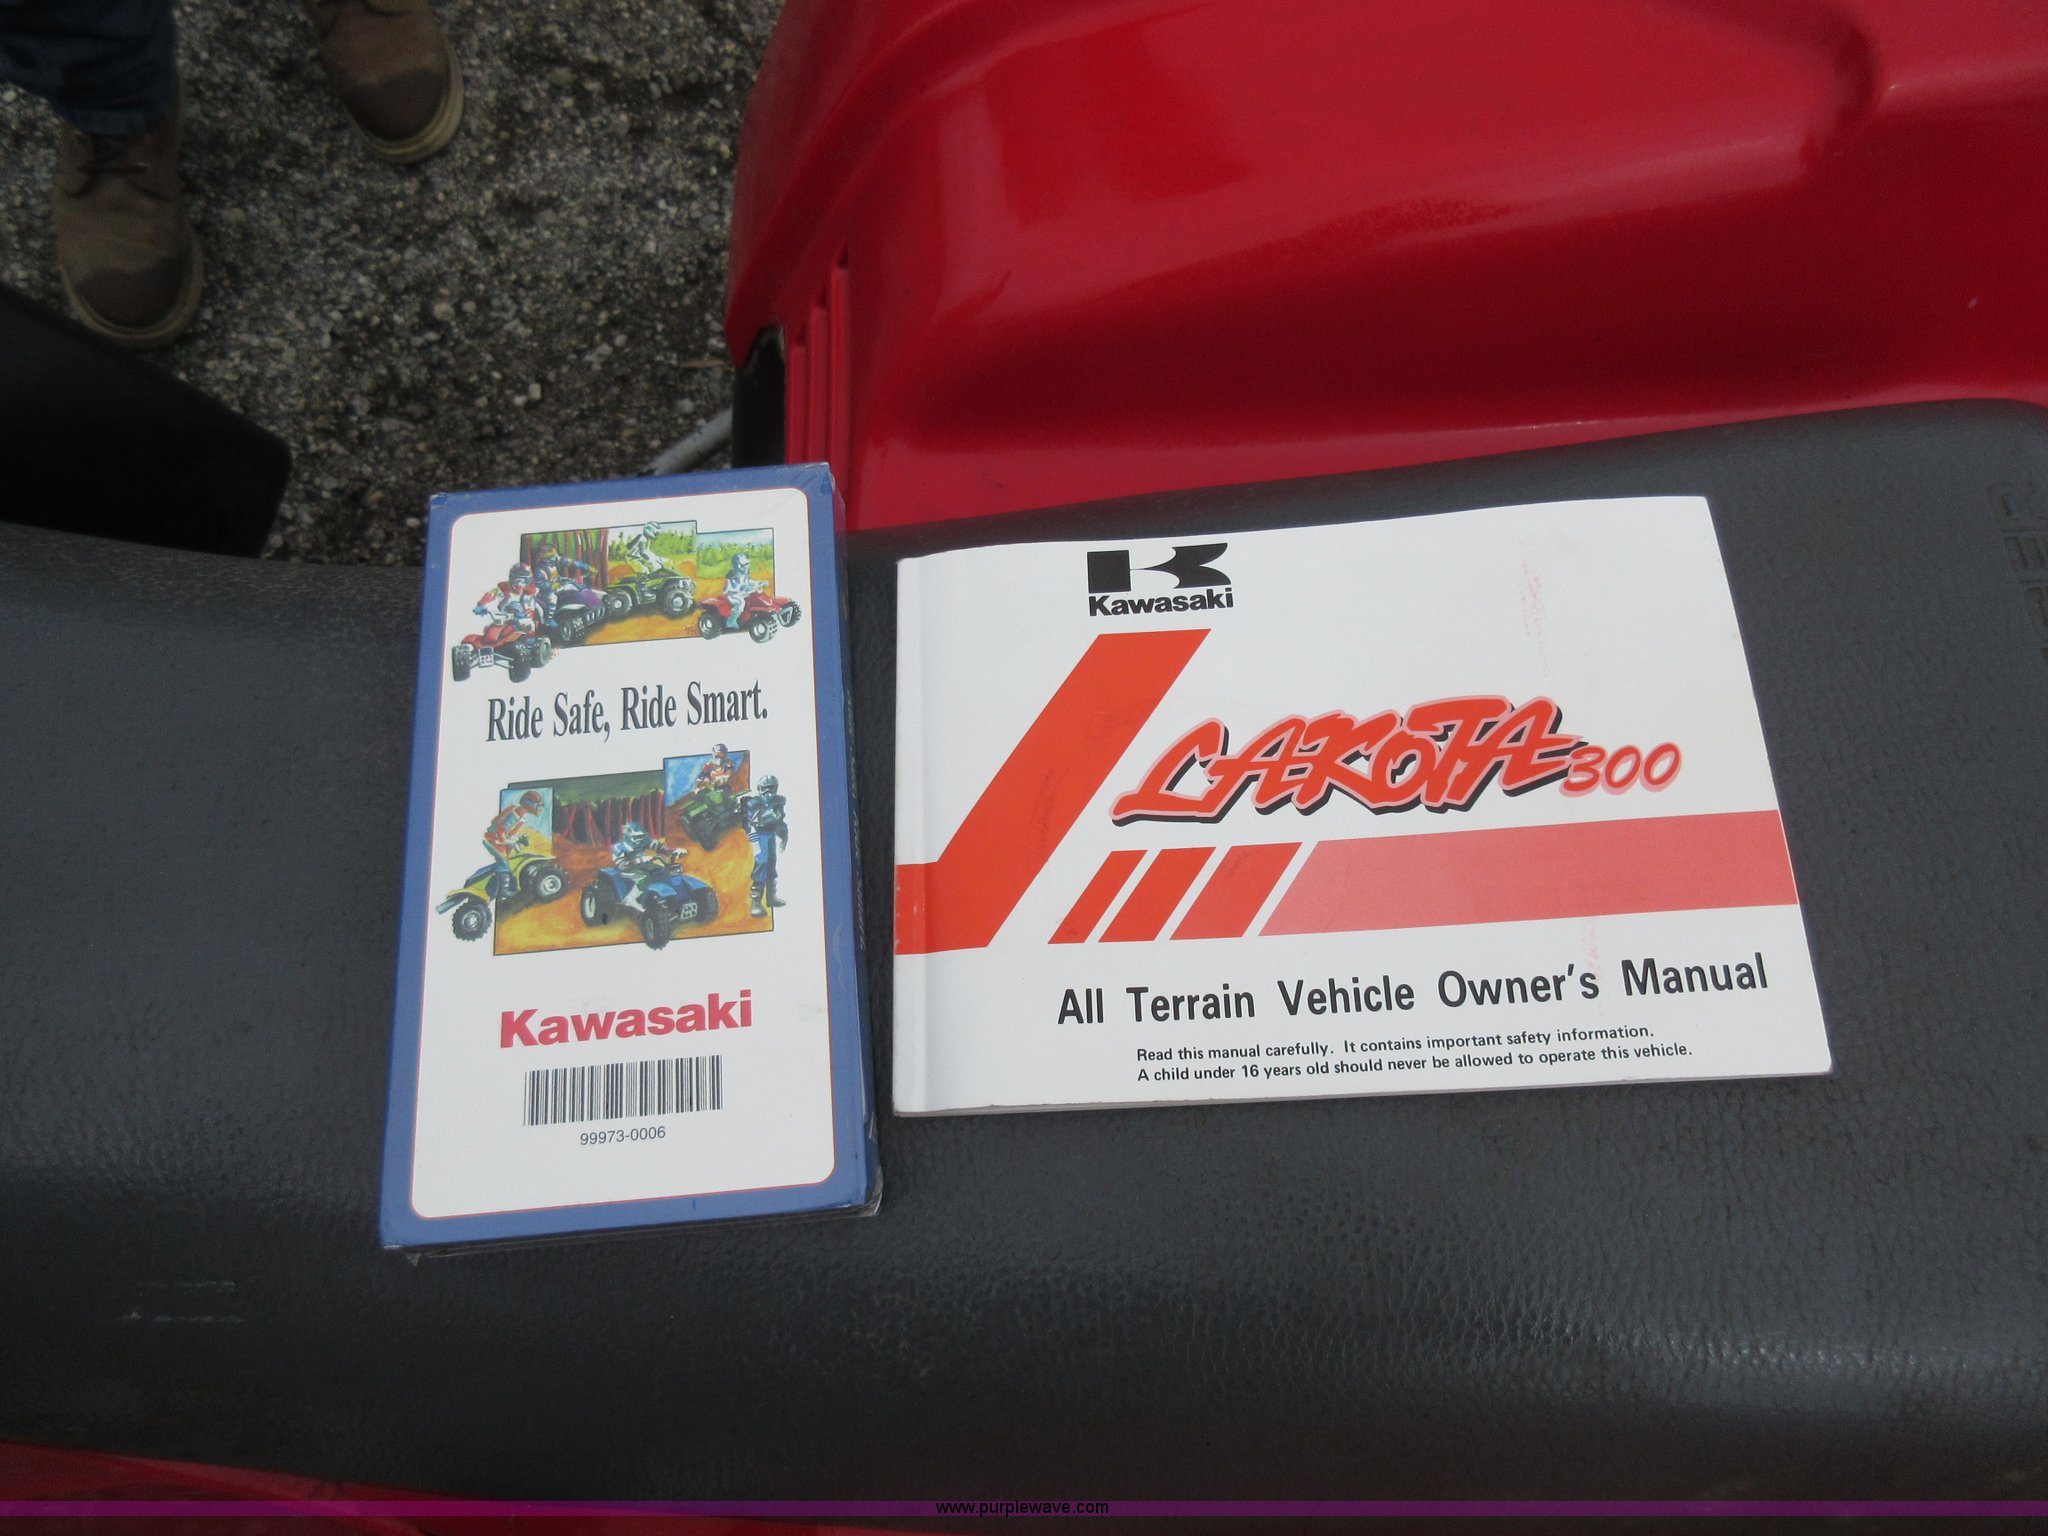 Ride Safe, Ride Smart.
Kawasaki
99973-0006
Kawasaki
LAKOTA 300
All Terrain Vehicle Owner's Manual
Read this manual carefully. It contains important safety information.
A child under 16 years old should never be allowed to operate this vehicle.
www.purplewave.com